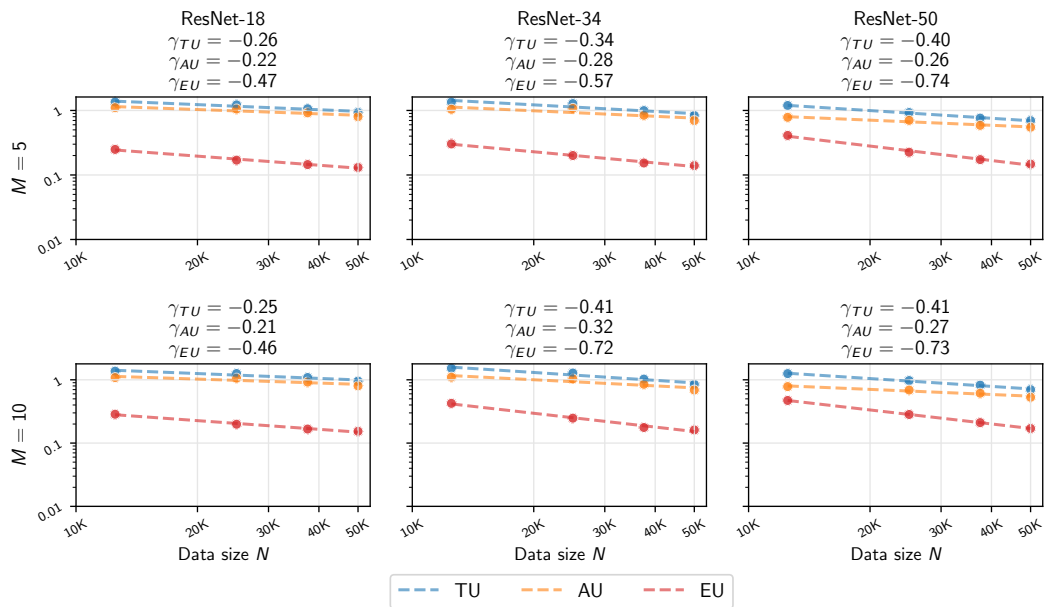 ResNet-18
γTU = −0.26
γAU = −0.22
γEU = −0.47
ResNet-34
γTU = −0.34
γAU = −0.28
γEU = −0.57
ResNet-50
γTU = −0.40
γAU = −0.26
γEU = −0.74
M = 5
1
0.1
0.01
10K
20K
30K
40K
50K
10K
20K
30K
40K
50K
10K
20K
30K
40K
50K
γTU = −0.25
γAU = −0.21
γEU = −0.46
γTU = −0.41
γAU = −0.32
γEU = −0.72
γTU = −0.41
γAU = −0.27
γEU = −0.73
M = 10
1
0.1
0.01
10K
20K
30K
40K
50K
10K
20K
30K
40K
50K
10K
20K
30K
40K
50K
Data size N
Data size N
Data size N
TU
AU
EU